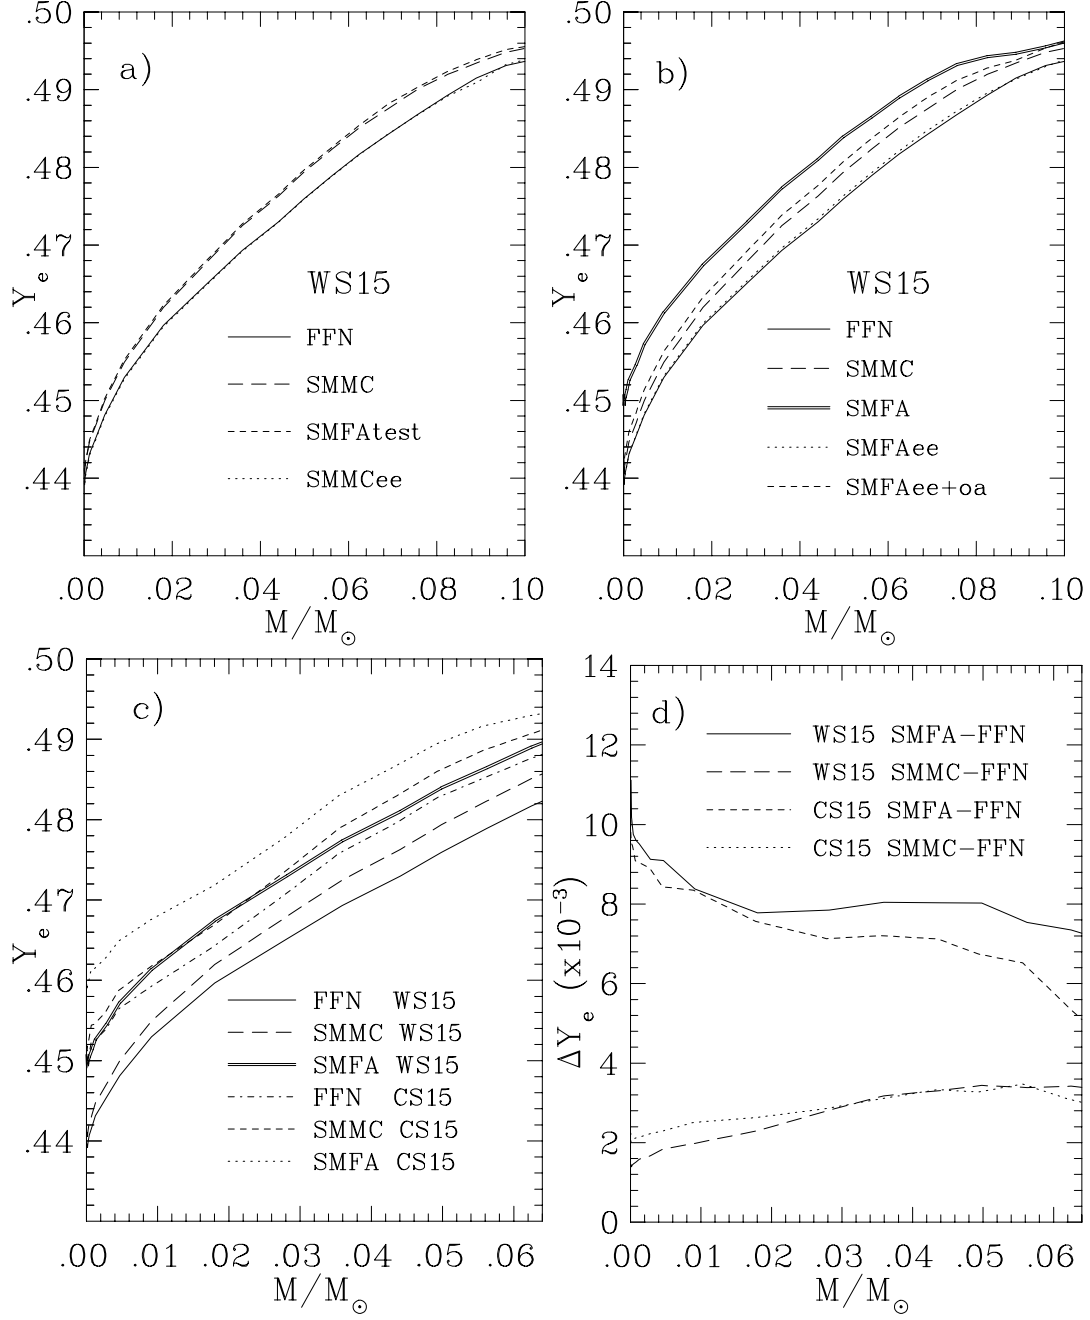 a)
.50
.49
.48
.47
.46
.45
.44
Y e
WS15
FFN
SMMC
SMFAtest
SMMCee
.00 .02 .04 .06 .08 .10
M/M⊙
b)
.50
.49
.48
.47
.46
.45
.44
Y e
WS15
FFN
SMMC
SMFA
SMFAee
SMFAee+oa
.00 .02 .04 .06 .08 .10
M/M⊙
c)
.50
.49
.48
.47
.46
.45
.44
Y e
FFN WS15
SMMC WS15
SMFA WS15
FFN CS15
SMMC CS15
SMFA CS15
.00 .01 .02 .03 .04 .05 .06
M/M⊙
d)
14
12
10
8
6
4
2
0
ΔY e (x10−3)
WS15 SMFA−FFN
WS15 SMMC−FFN
CS15 SMFA−FFN
CS15 SMMC−FFN
.00 .01 .02 .03 .04 .05 .06
M/M⊙